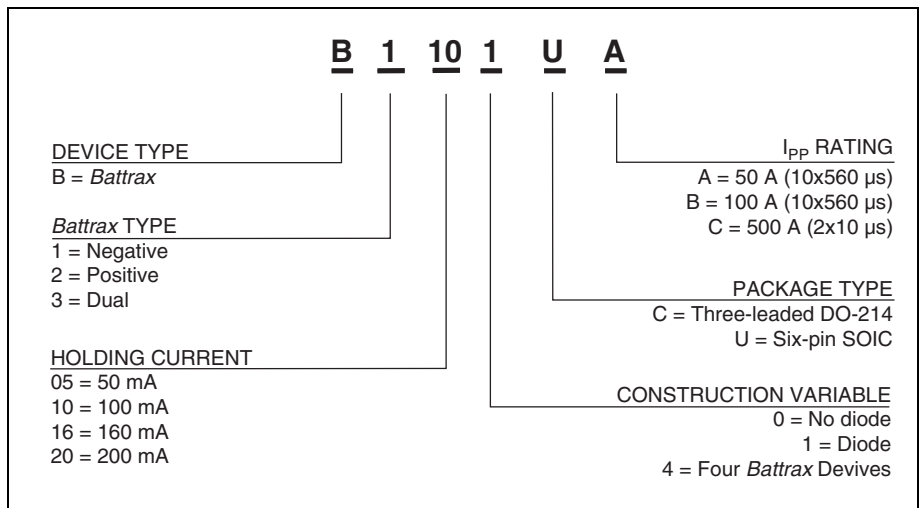 B 1 10 1 U A
DEVICE TYPE
B = Battrax
Battrax TYPE
1 = Negative
2 = Positive
3 = Dual
HOLDING CURRENT
05 = 50 mA
10 = 100 mA
16 = 160 mA
20 = 200 mA
IPP RATING
A = 50 A (10x560 µs)
B = 100 A (10x560 µs)
C = 500 A (2x10 µs)
PACKAGE TYPE
C = Three-leaded DO-214
U = Six-pin SOIC
CONSTRUCTION VARIABLE
0 = No diode
1 = Diode
4 = Four Battrax Devives